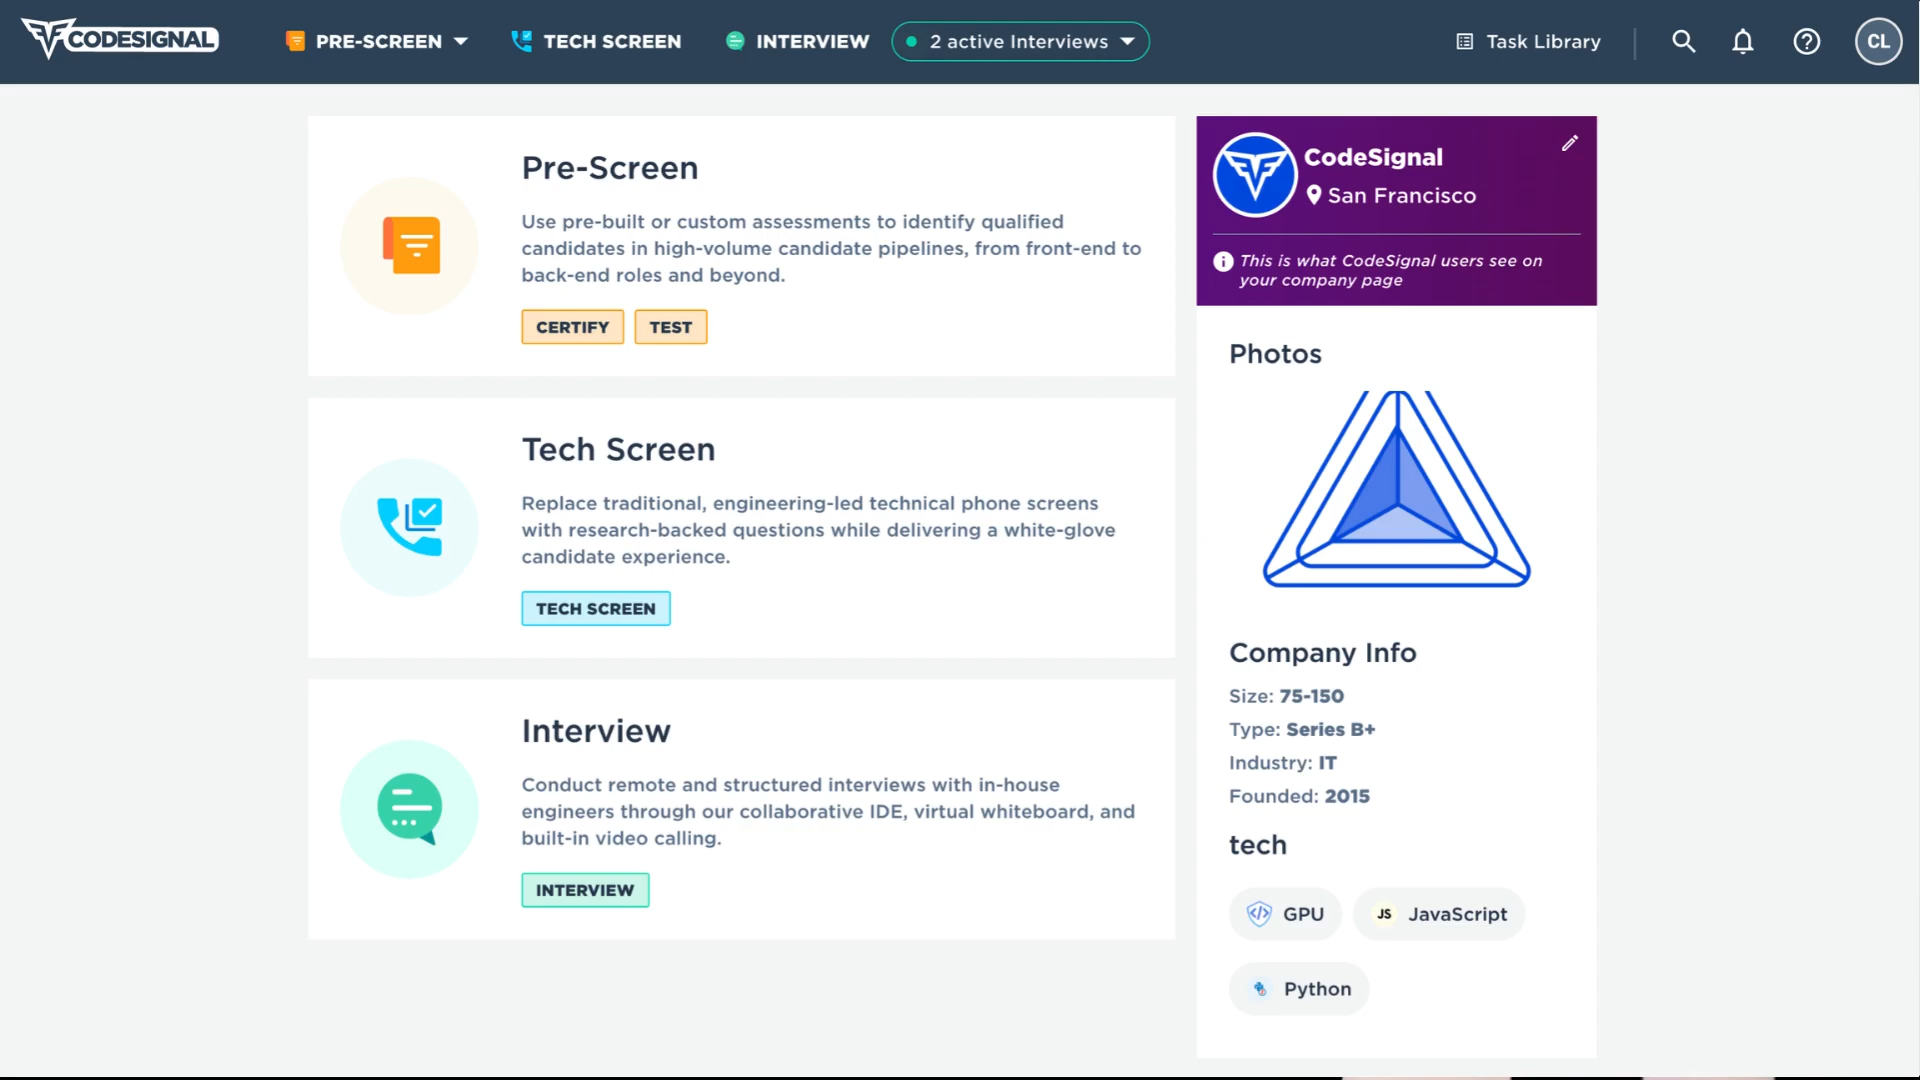 CODESIGNAL
PRE-SCREEN
TECH SCREEN
INTERVIEW
2 active Interviews
Task Library
CL
Pre-Screen
Use pre-built or custom assessments to identify qualified
candidates in high-volume candidate pipelines, from front-end to
back-end roles and beyond.
CERTIFY
TEST
Tech Screen
Replace traditional, engineering-led technical phone screens
with research-backed questions while delivering a white-glove
candidate experience.
TECH SCREEN
Interview
Conduct remote and structured interviews with in-house
engineers through our collaborative IDE, virtual whiteboard, and
built-in video calling.
INTERVIEW
CodeSignal
San Francisco
This is what CodeSignal users see on
your company page
Photos
Company Info
Size: 75-150
Type: Series B+
Industry: IT
Founded: 2015
tech
GPU
JS JavaScript
Python